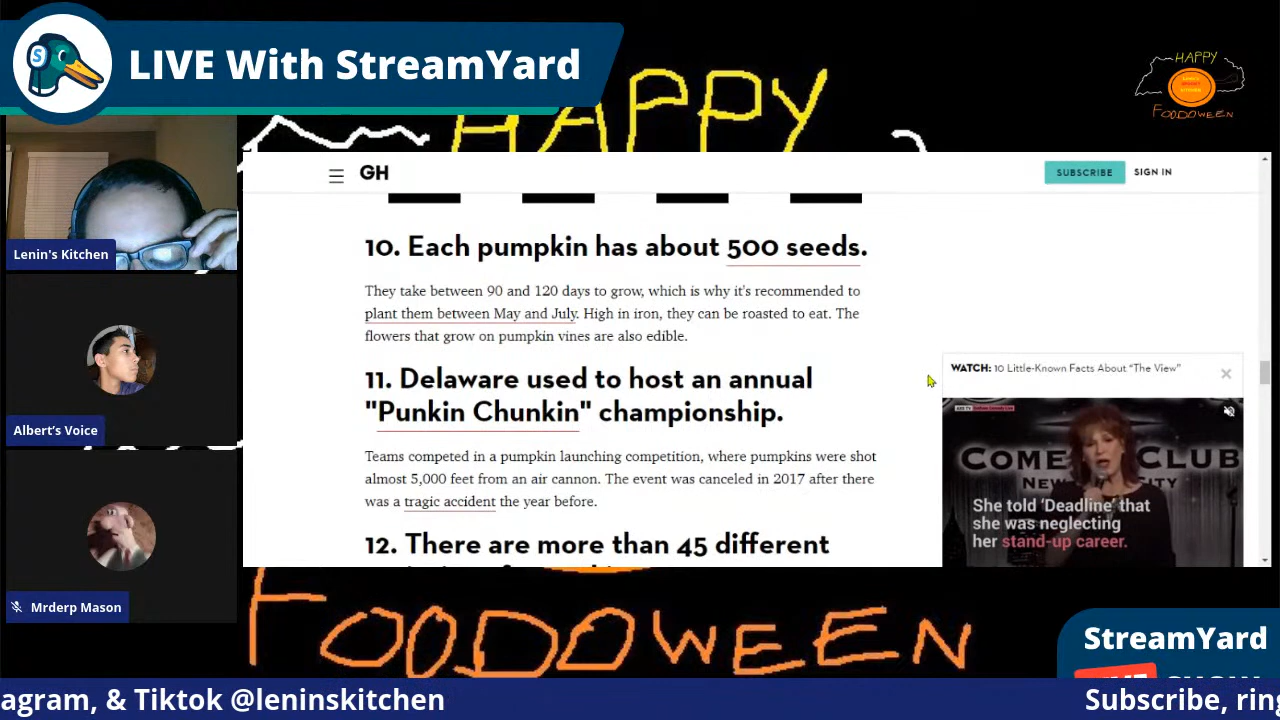 S
LIVE With StreamYard
HAPPY
HAPPY
FOODOWEEN
GH
SUBSCRIBE
SIGN IN
10. Each pumpkin has about 500 seeds.
They take between 90 and 120 days to grow, which is why it's recommended to
plant them between May and July. High in iron, they can be roasted to eat. The
flowers that grow on pumpkin vines are also edible.
11. Delaware used to host an annual
"Punkin Chunkin" championship.
Teams competed in a pumpkin launching competition, where pumpkins were shot
almost 5,000 feet from an air cannon. The event was canceled in 2017 after there
was a tragic accident the year before.
12. There are more than 45 different
WATCH: 10 Little-Known Facts About “The View”
COME CLUB
NEW CITY
She told ‘Deadline’ that
she was neglecting
her stand-up career.
Lenin's Kitchen
Albert’s Voice
Mrderp Mason
FOODOWEEN
StreamYard
agram, & Tiktok @leninskitchen
Subscribe, ring